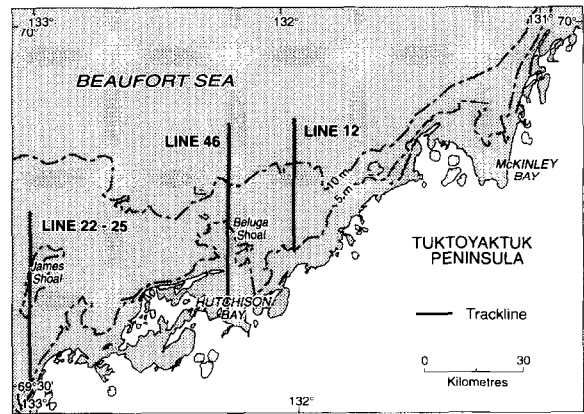 133°
132°
131°
70°
70°
BEAUFORT SEA
LINE 46
LINE 12
McKINLEY
BAY
10 m
5 m
LINE 22 - 25
Beluga
Shoal
James
Shoal
TUKTOYAKTUK
PENINSULA
HUTCHISON
BAY
Trackline
0
30
Kilometres
69° 30'
133°
132°